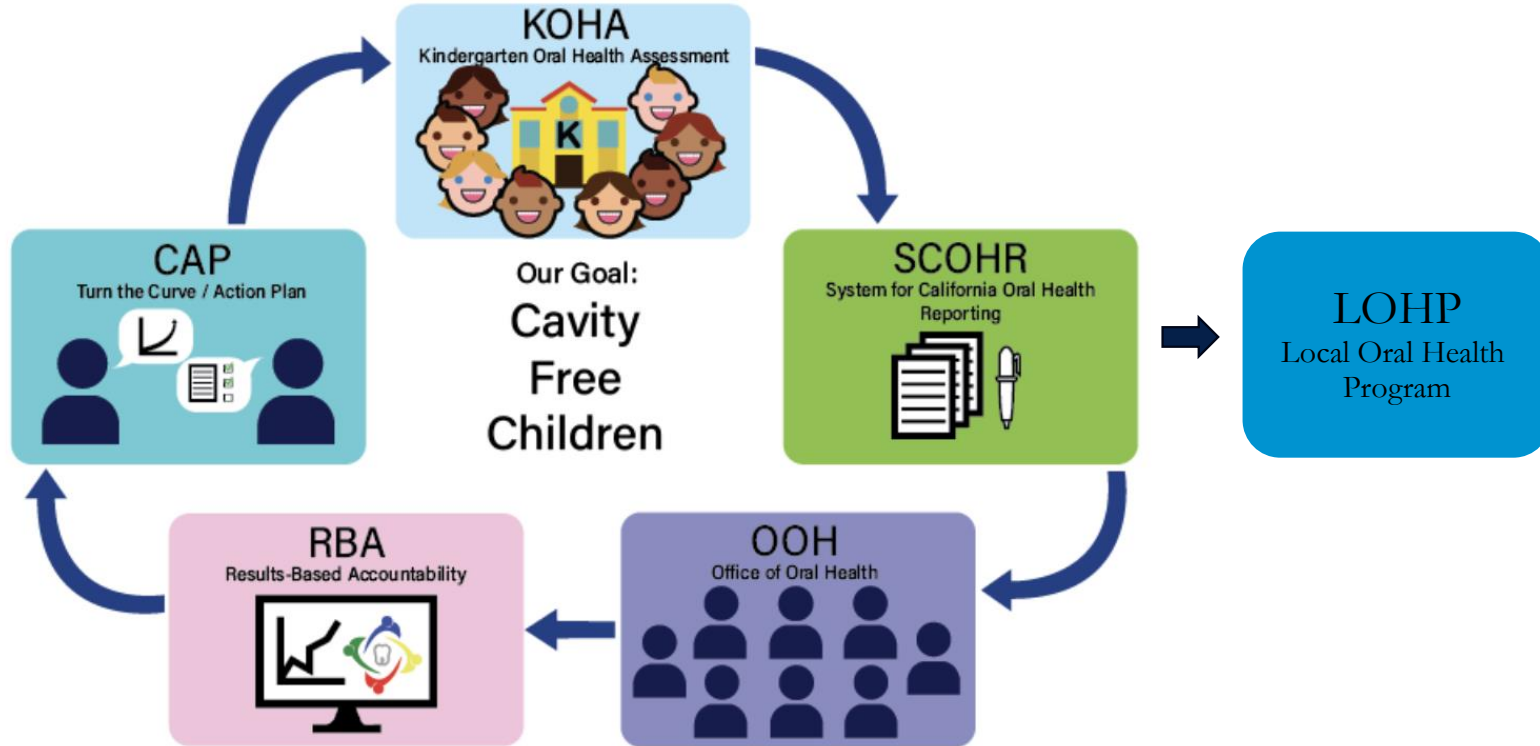 KOHA
Kindergarten Oral Health Assessment
K
CAP
Turn the Curve / Action Plan
Our Goal:
Cavity
Free
Children
SCOHR
System for California Oral Health
Reporting
LOHP
Local Oral Health
Program
RBA
Results-Based Accountability
OOH
Office of Oral Health